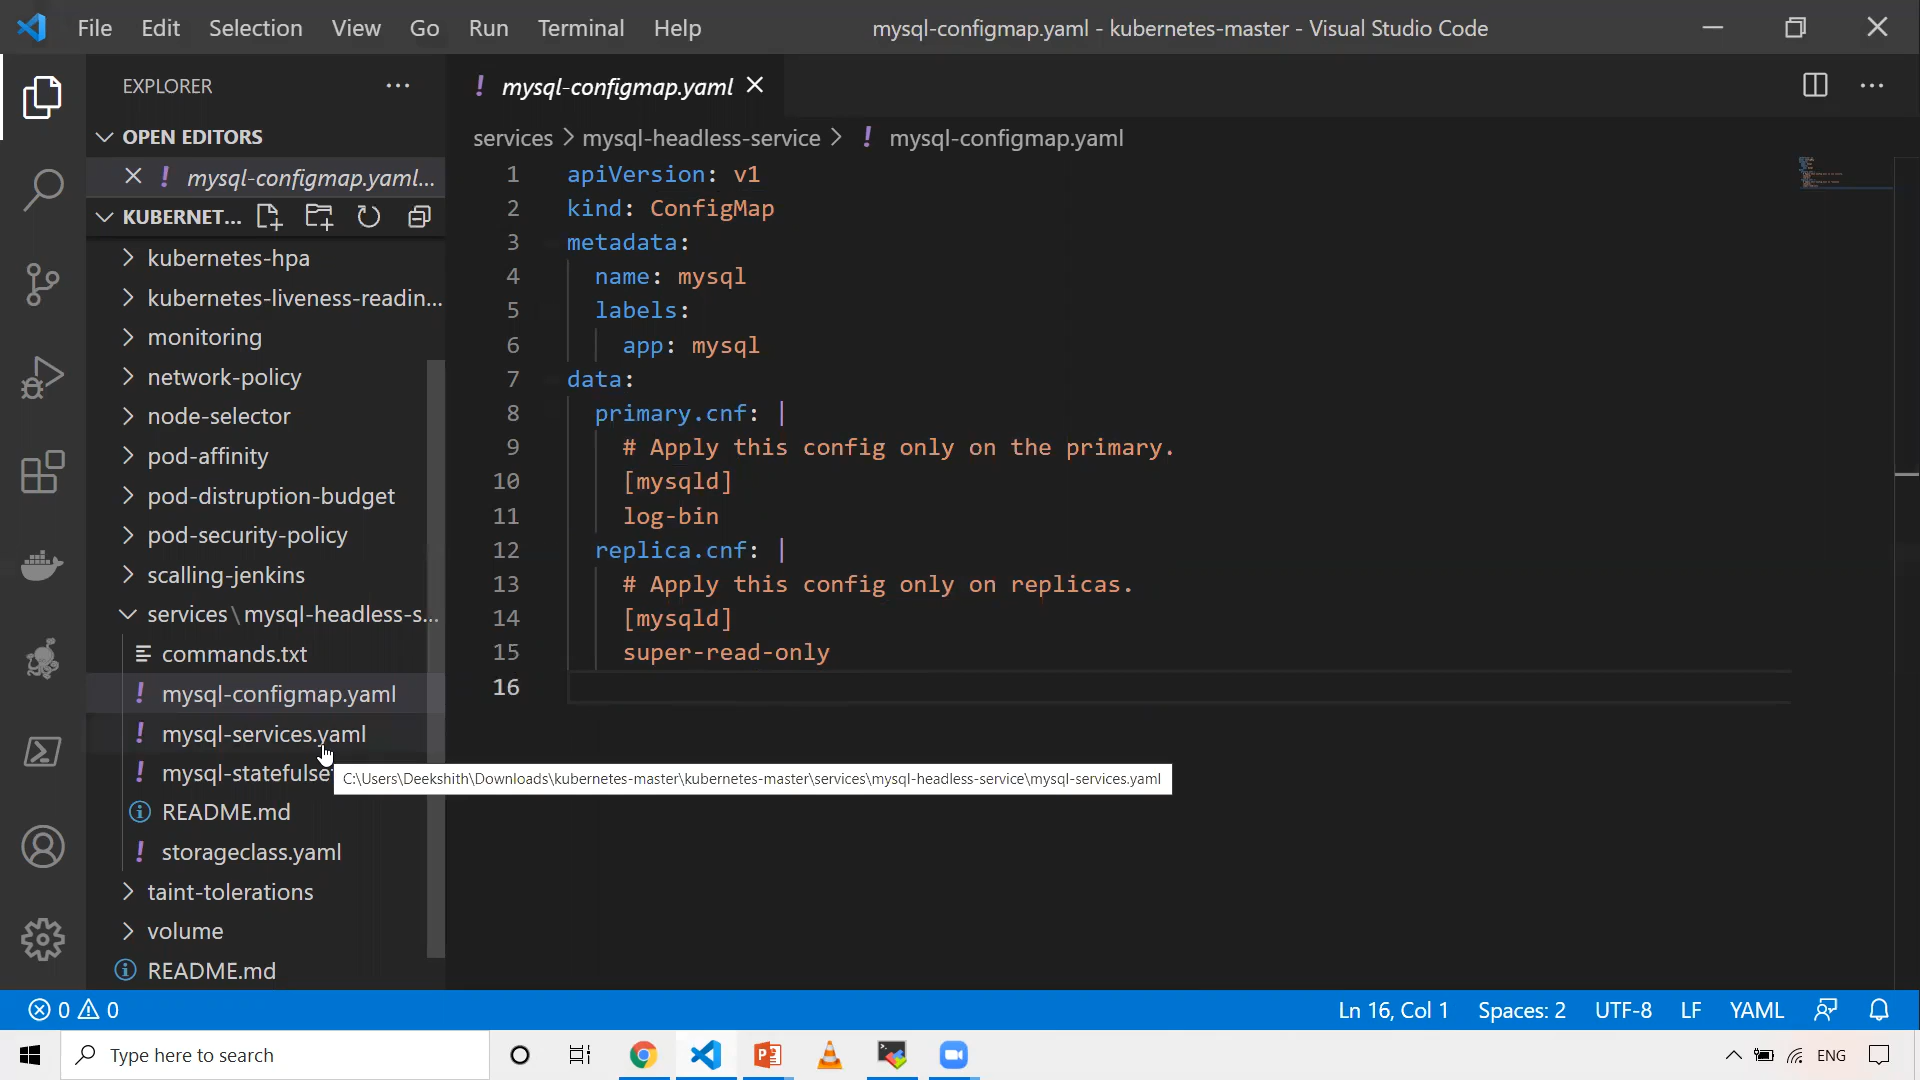 File Edit Selection View Go Run Terminal Help
mysql-configmap.yaml - kubernetes-master - Visual Studio Code
EXPLORER
OPEN EDITORS
! mysql-configmap.yaml...
KUBERNET...
kubernetes-hpa
kubernetes-liveness-readin...
monitoring
network-policy
node-selector
pod-affinity
pod-distruption-budget
pod-security-policy
scalling-jenkins
services\mysql-headless-s...
commands.txt
! mysql-configmap.yaml
! mysql-services.yaml
! mysql-statefulse
README.md
! storageclass.yaml
taint-tolerations
volume
README.md
! mysql-configmap.yaml
services > mysql-headless-service > ! mysql-configmap.yaml
1 apiVersion: v1
2 kind: ConfigMap
3 metadata:
4 name: mysql
5 labels:
6 app: mysql
7 data:
8 primary.cnf: |
9 # Apply this config only on the primary.
10 [mysqld]
11 log-bin
12 replica.cnf: |
13 # Apply this config only on replicas.
14 [mysqld]
15 super-read-only
16
C:\Users\Deekshith\Downloads\kubernetes-master\kubernetes-master\services\mysql-headless-service\mysql-services.yaml
0 0
Ln 16, Col 1 Spaces: 2 UTF-8 LF YAML
Type here to search
ENG